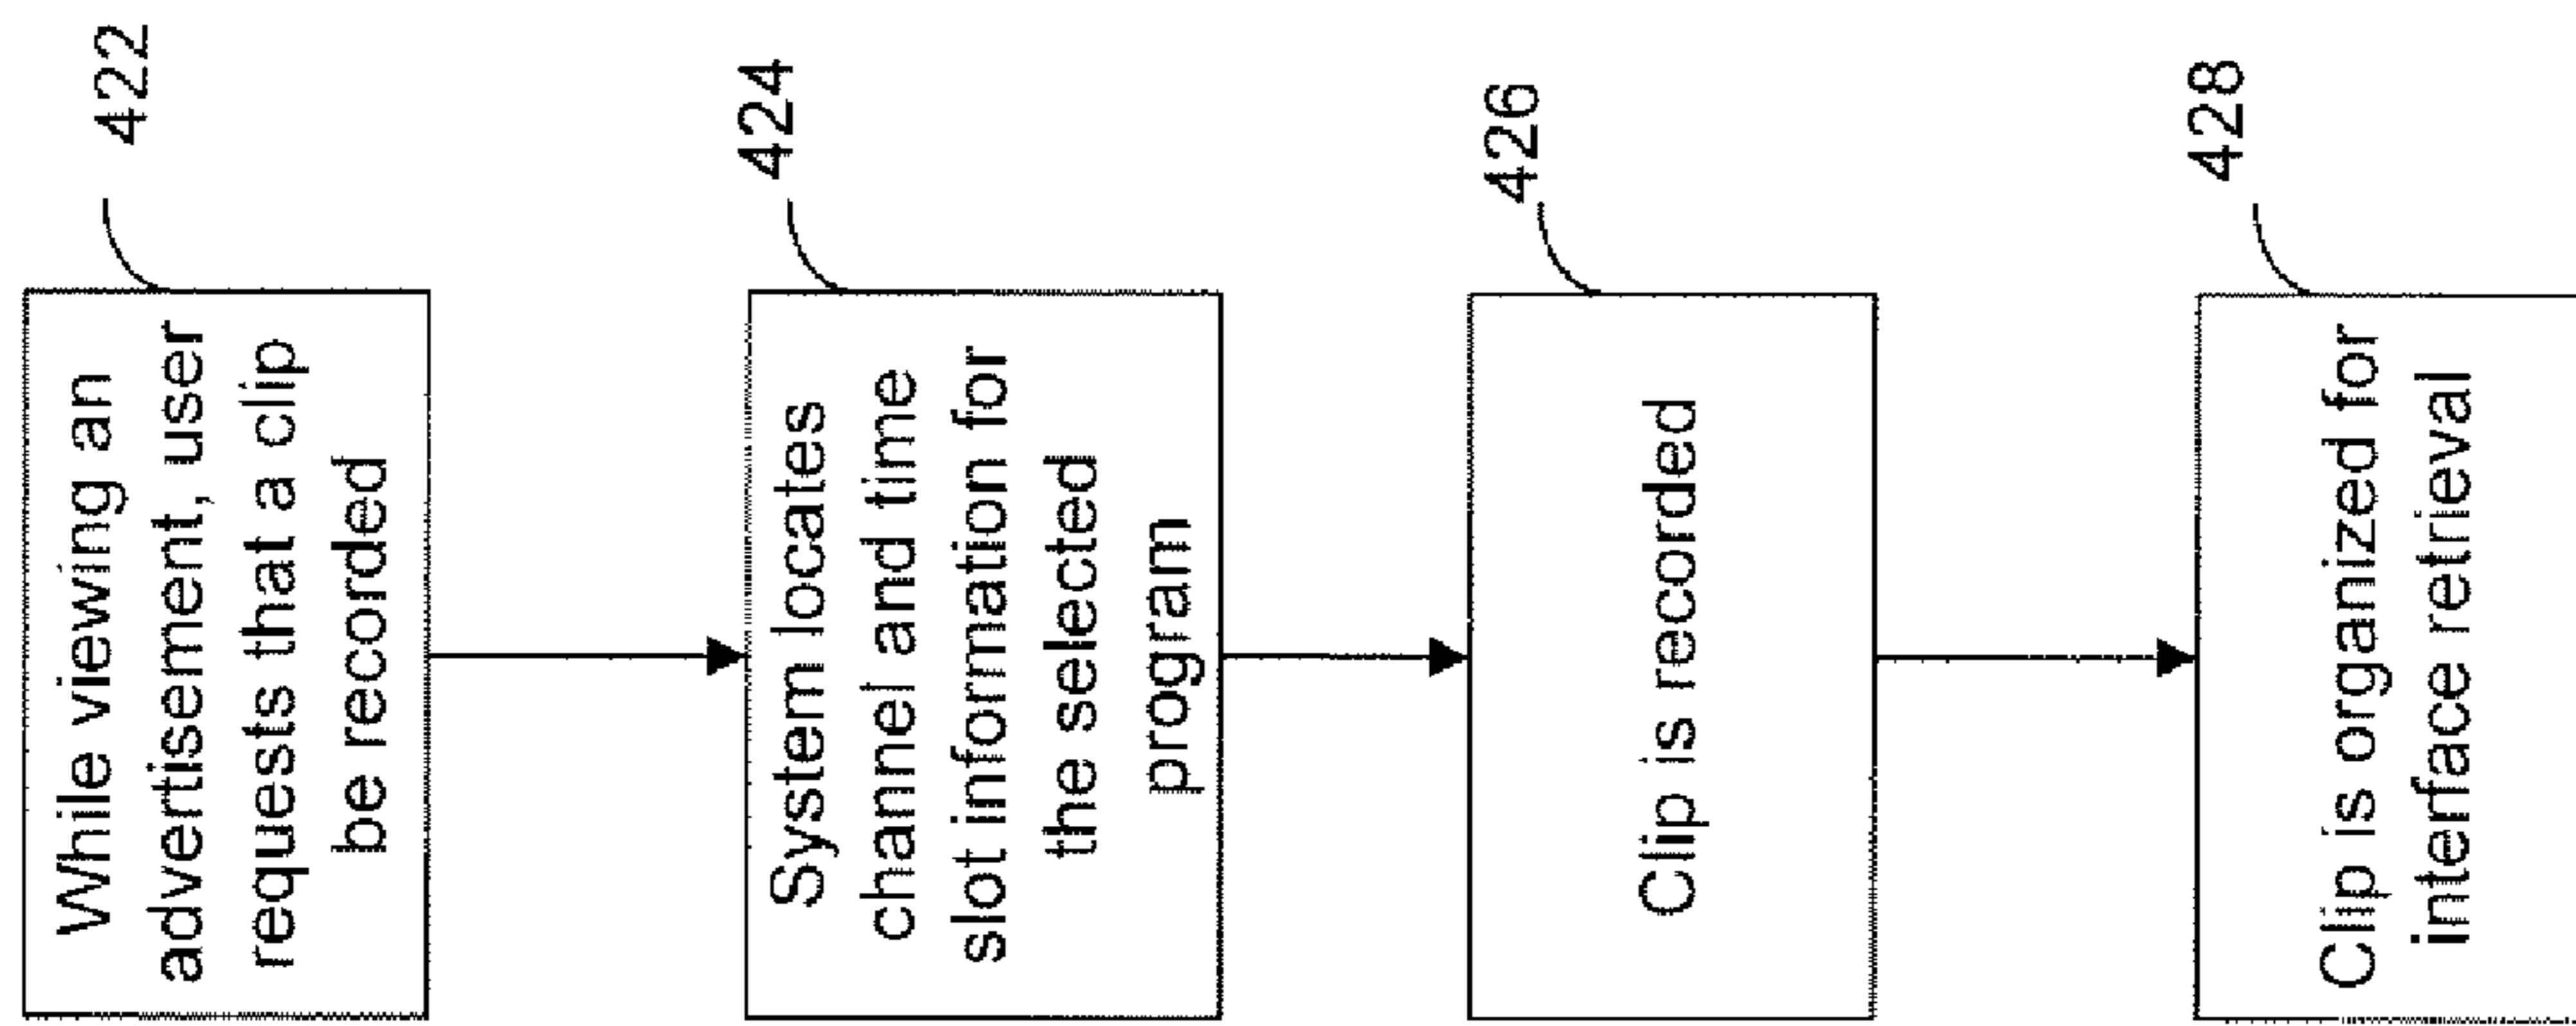 422
While viewing an
advertisement, user
requests that a clip
be recorded
424
System locates
channel and time
slot information for
the selected
program
426
Clip is recorded
428
Clip is organized for
interface retrieval